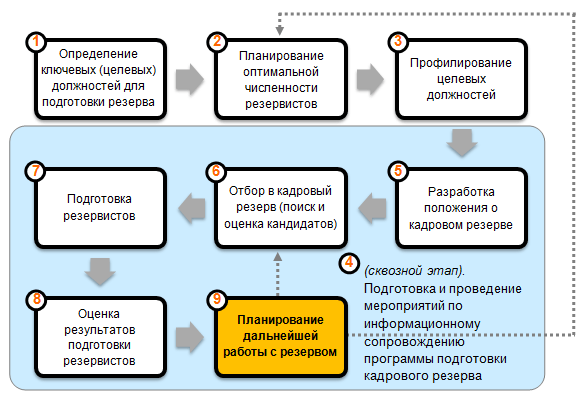 1
Определение
ключевых (целевых)
должностей для
подготовки резерва
2
Планирование
оптимальной
численности
резервистов
3
Профилирование
целевых
должностей
7
Подготовка
резервистов
6
Отбор в кадровый
резерв (поиск и
оценка кандидатов)
5
Разработка
положения о
кадровом резерве
4
(сквозной этап).
Подготовка и проведение
мероприятий по
информационному
сопровождению
программы подготовки
кадрового резерва
8
Оценка
результатов
подготовки
резервистов
9
Планирование
дальнейшей
работы с резервом